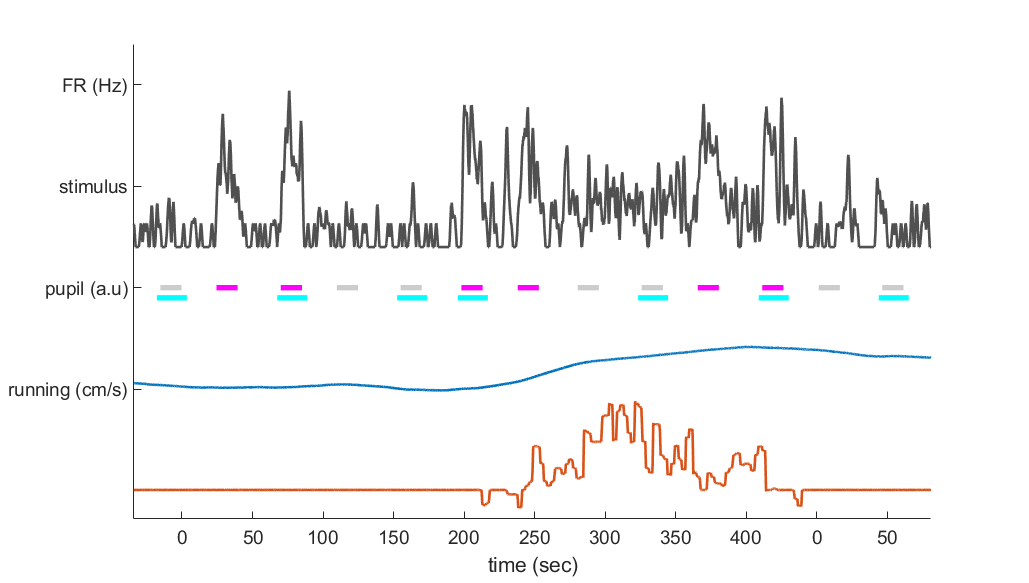 FR (Hz)
stimulus
pupil (a.u)
running (cm/s)
0 50 100 150 200 250 300 350 400 0 50
time (sec)